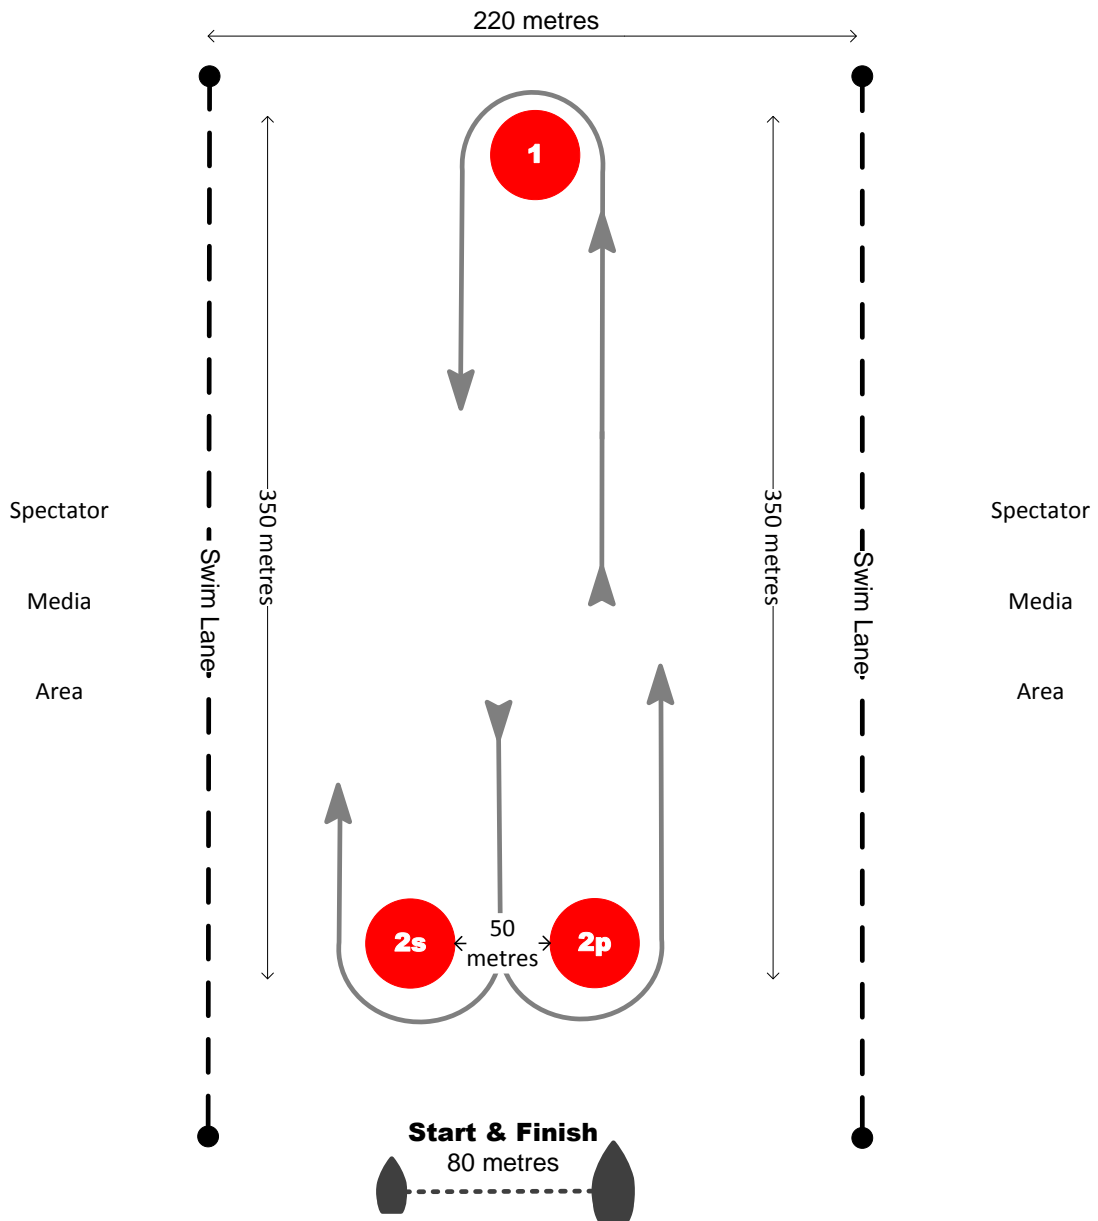 220 metres
1
350 metres
350 metres
Spectator
Media
Area
Swim Lane
Swim Lane
Spectator
Media
Area
2s
50
metres
2p
Start & Finish
80 metres